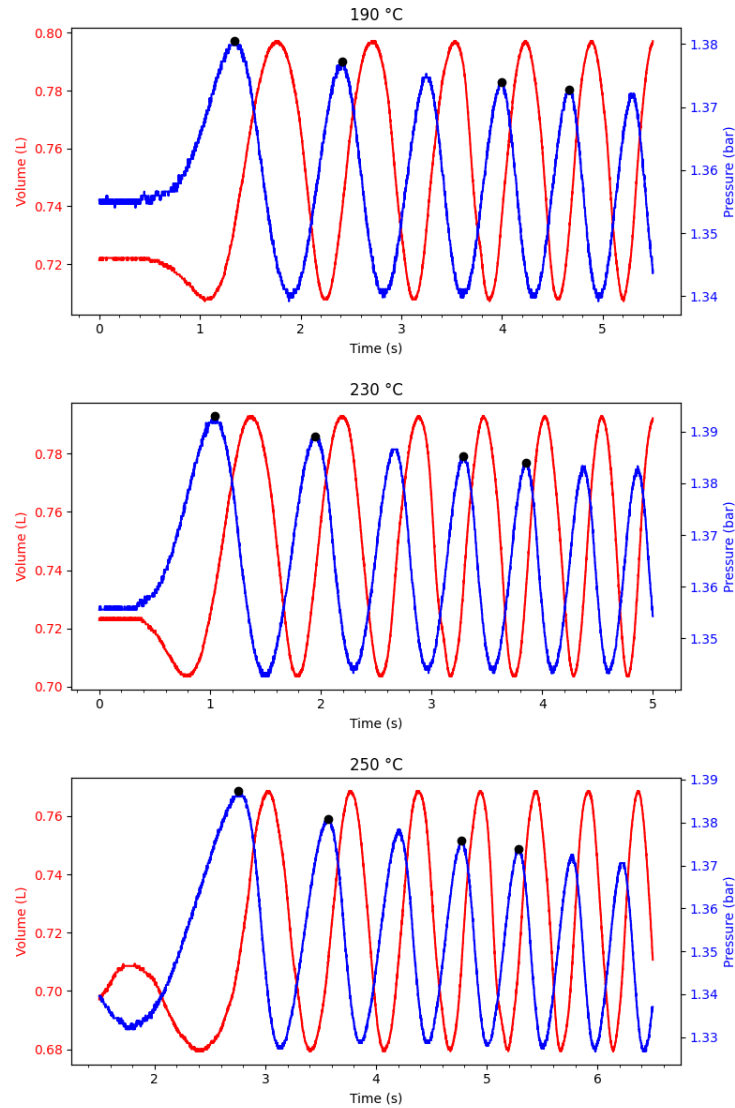 190 °C
0.80
0.78
0.76
0.74
0.72
Volume (L)
1.38
1.37
1.36
1.35
1.34
Pressure (bar)
0 1 2 3 4 5
Time (s)
230 °C
0.78
0.76
0.74
0.72
0.70
Volume (L)
1.39
1.38
1.37
1.36
1.35
Pressure (bar)
0 1 2 3 4 5
Time (s)
250 °C
0.76
0.74
0.72
0.70
0.68
Volume (L)
1.39
1.38
1.37
1.36
1.35
1.34
1.33
Pressure (bar)
2 3 4 5 6
Time (s)